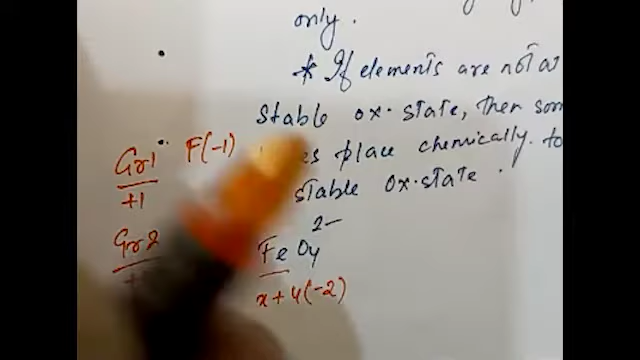 only.
* If elements are not at
Stable ox. state, then som
place chemically to
stable ox. state.
Gr1 F(-1)
+1
Gr2
FeO4 2-
x+4(-2)